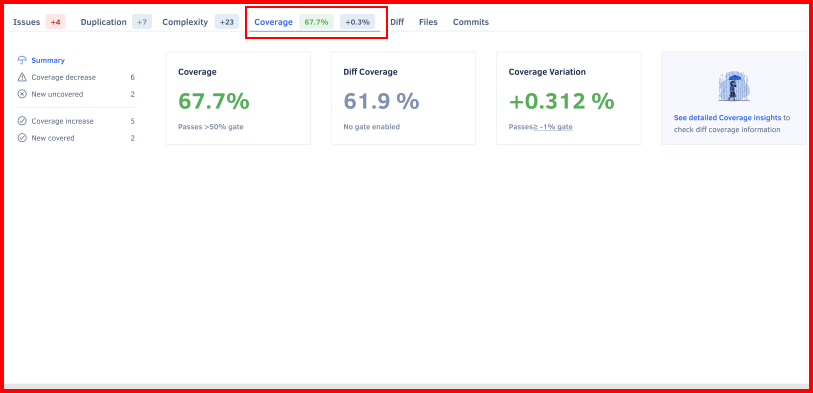 Issues +4 Duplication +7 Complexity +23 Coverage 67.7% +0.3% Diff Files Commits
Summary
Coverage decrease 6
New uncovered 2
Coverage increase 5
New covered 2
Coverage
67.7%
Passes >50% gate
Diff Coverage
61.9 %
No gate enabled
Coverage Variation
+0.312 %
Passes≥ -1% gate
See detailed Coverage insights to
check diff coverage information